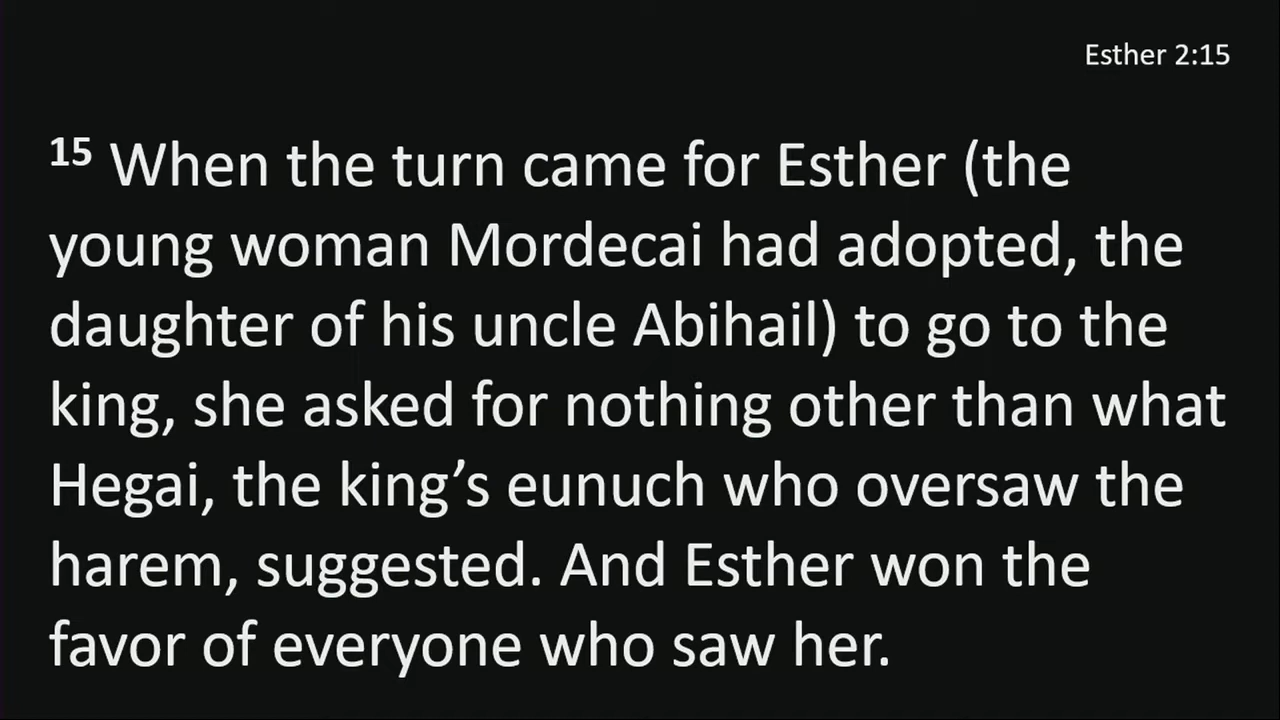 Esther 2:15
15 When the turn came for Esther (the
young woman Mordecai had adopted, the
daughter of his uncle Abihail) to go to the
king, she asked for nothing other than what
Hegai, the king’s eunuch who oversaw the
harem, suggested. And Esther won the
favor of everyone who saw her.